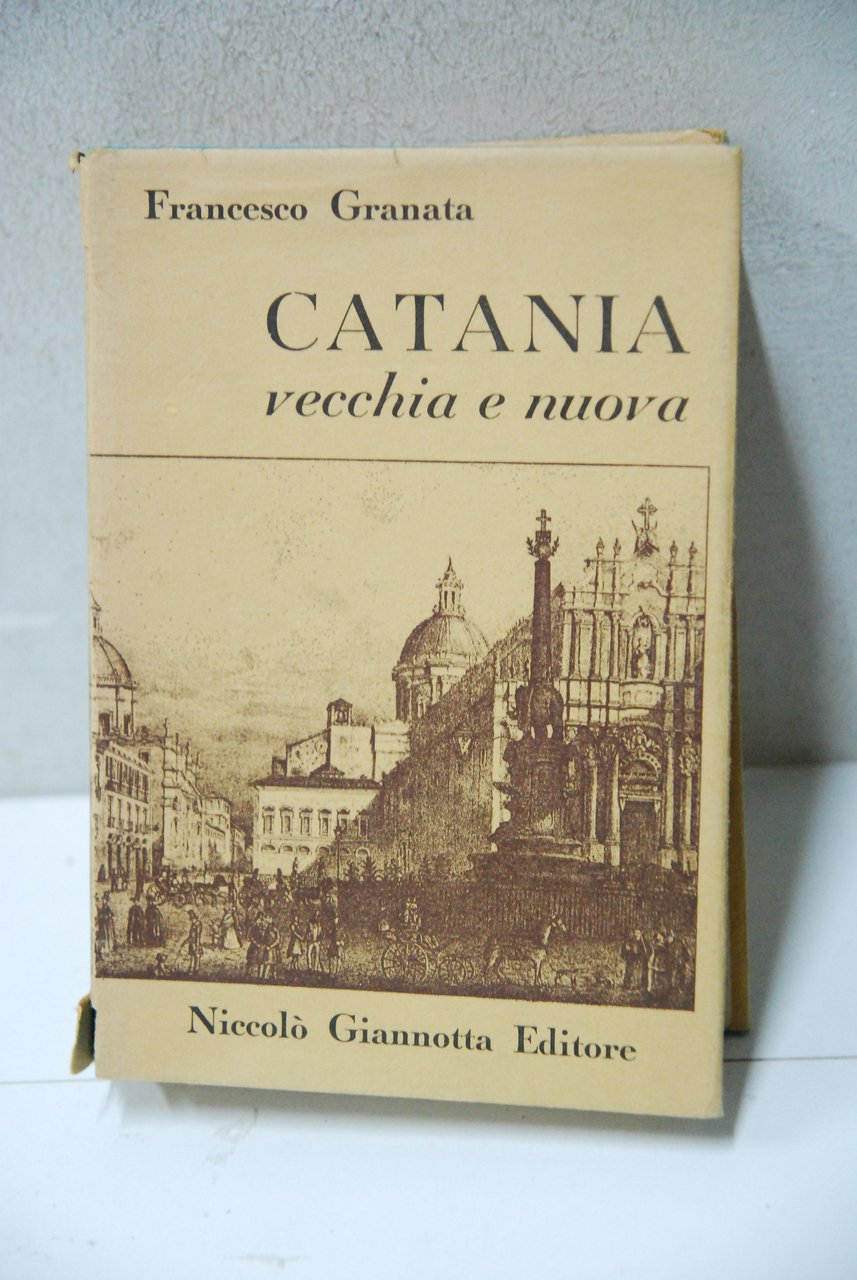 Francesco Granata
CATANIA
vecchia e nuova
Niccolò Giannotta Editore